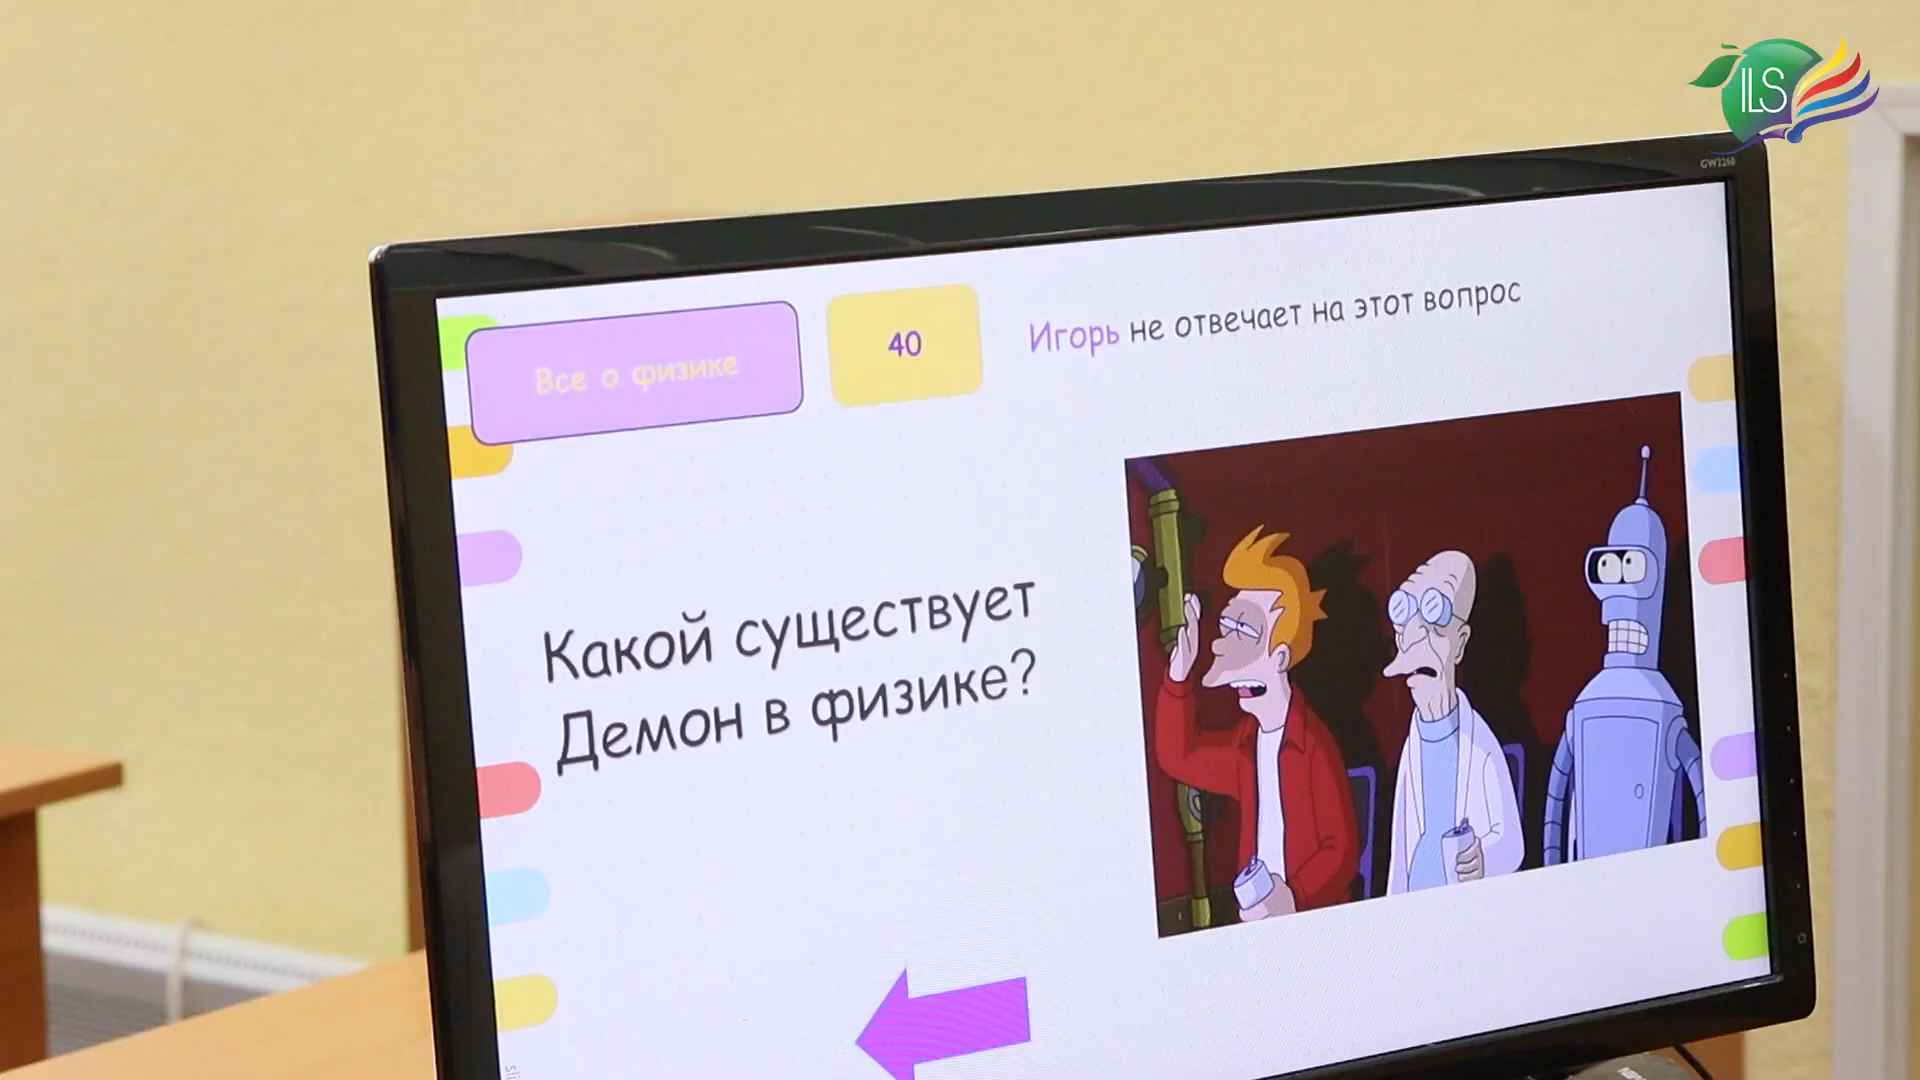 ILS
GW2260
Все о физике
40
Игорь не отвечает на этот вопрос
Какой существует
Демон в физике?